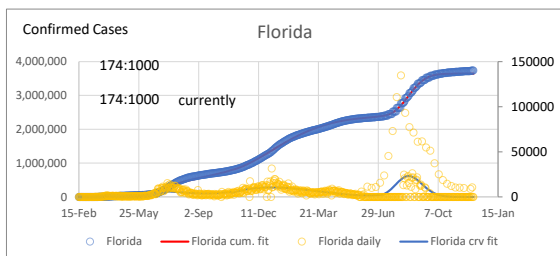 Confirmed Cases
Florida
174:1000
174:1000 currently
4,000,000
3,000,000
2,000,000
1,000,000
0
150000
100000
50000
0
15-Feb 25-May 2-Sep 11-Dec 21-Mar 29-Jun 7-Oct 15-Jan
Florida Florida cum. fit Florida daily Florida crv fit